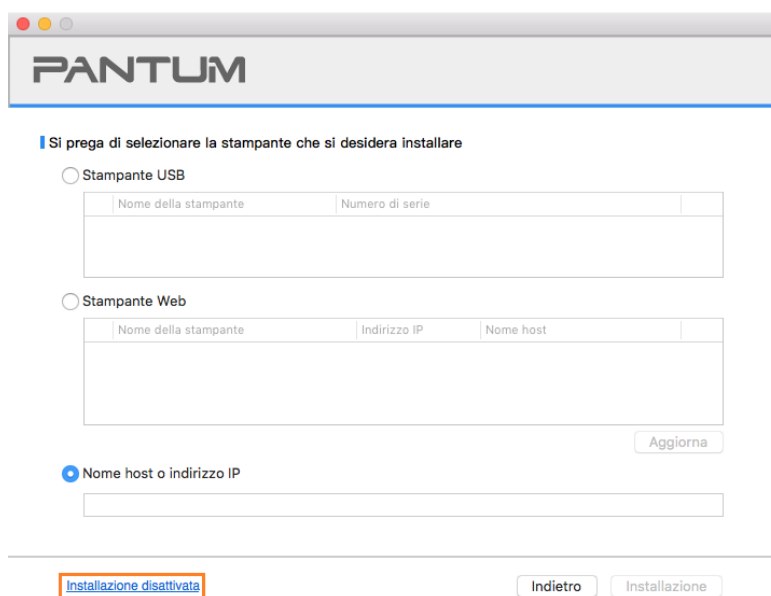 PANTUM
Si prega di selezionare la stampante che si desidera installare
Stampante USB
Nome della stampante Numero di serie
Stampante Web
Nome della stampante Indirizzo IP Nome host
Aggiorna
Nome host o indirizzo IP
Installazione disattivata Indietro Installazione